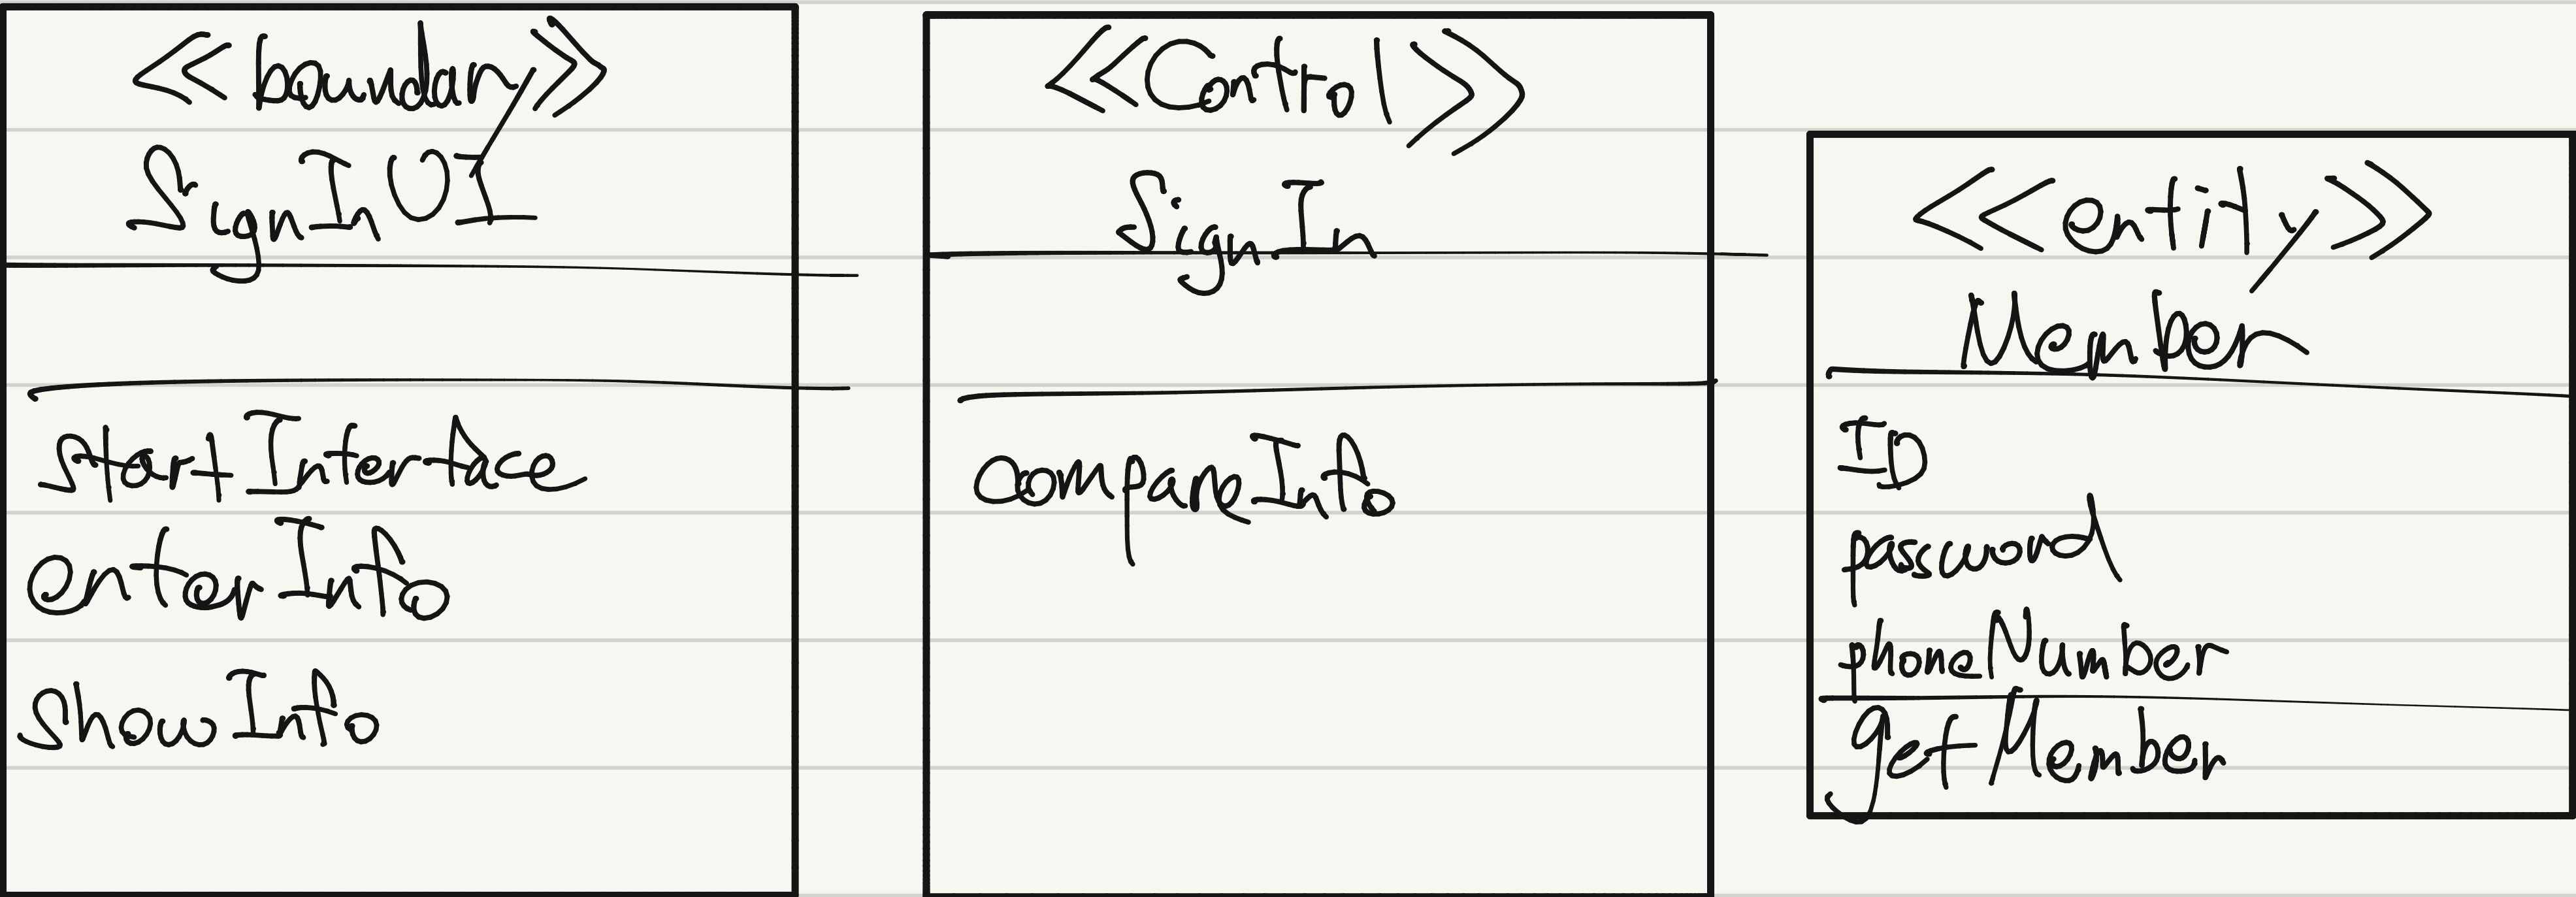 <<boundary>>
SignInUI
startInterface
enterInfo
showInfo
<<Control>>
SignIn
compareInfo
<<entity>>
Member
ID
password
phoneNumber
getMember